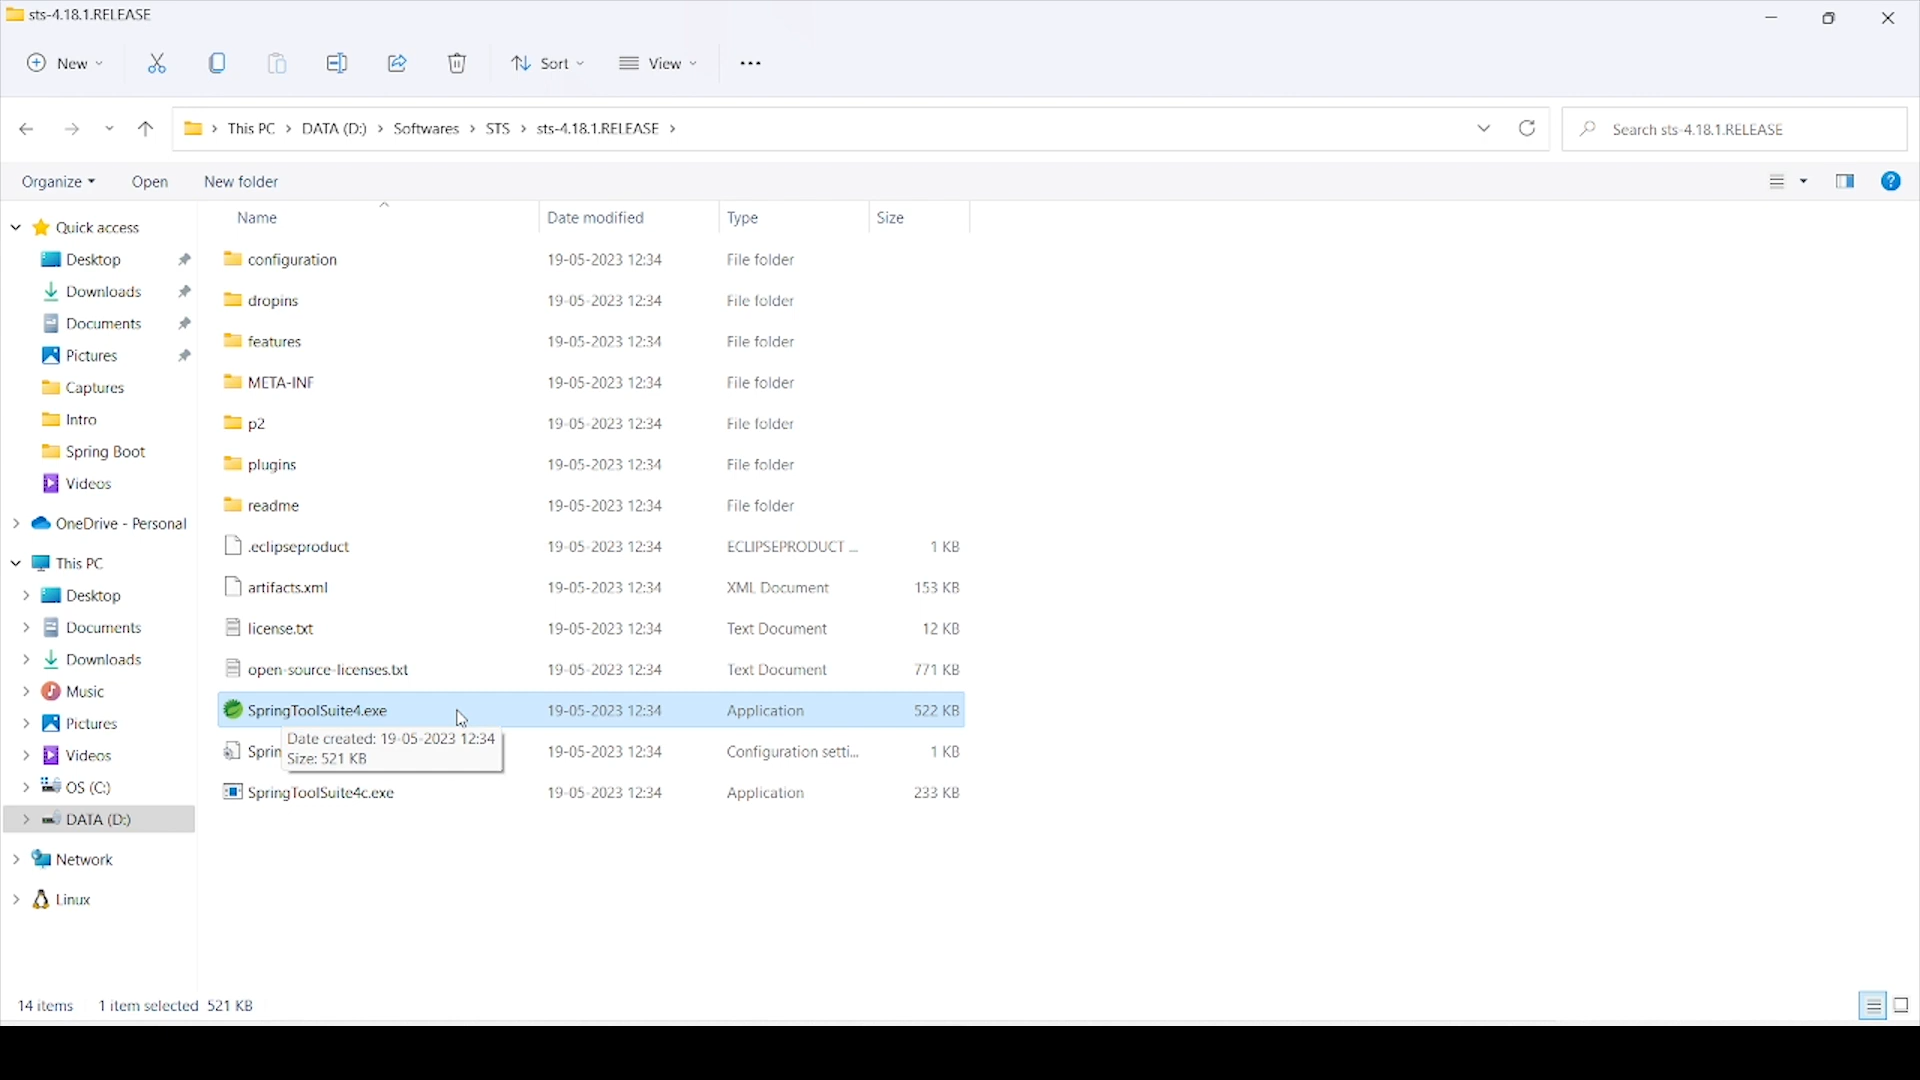 sts-4.18.1.RELEASE
New
Sort
View
This PC > DATA (D:) > Softwares > STS > sts-4.18.1.RELEASE >
Search sts-4.18.1.RELEASE
Organize
Open
New folder
Name Date modified Type Size
Quick access
Desktop
Downloads
Documents
Pictures
Captures
Intro
Spring Boot
Videos
OneDrive - Personal
This PC
Desktop
Documents
Downloads
Music
Pictures
Videos
OS (C:)
DATA (D:)
Network
Linux
configuration 19-05-2023 12:34 File folder
dropins 19-05-2023 12:34 File folder
features 19-05-2023 12:34 File folder
META-INF 19-05-2023 12:34 File folder
p2 19-05-2023 12:34 File folder
plugins 19-05-2023 12:34 File folder
readme 19-05-2023 12:34 File folder
.eclipseproduct 19-05-2023 12:34 ECLIPSEPRODUCT ... 1 KB
artifacts.xml 19-05-2023 12:34 XML Document 153 KB
license.txt 19-05-2023 12:34 Text Document 12 KB
open-source-licenses.txt 19-05-2023 12:34 Text Document 771 KB
SpringToolSuite4.exe 19-05-2023 12:34 Application 522 KB
Sprin 19-05-2023 12:34 Configuration setti... 1 KB
Date created: 19-05-2023 12:34
Size: 521 KB
SpringToolSuite4c.exe 19-05-2023 12:34 Application 233 KB
14 items 1 item selected 521 KB